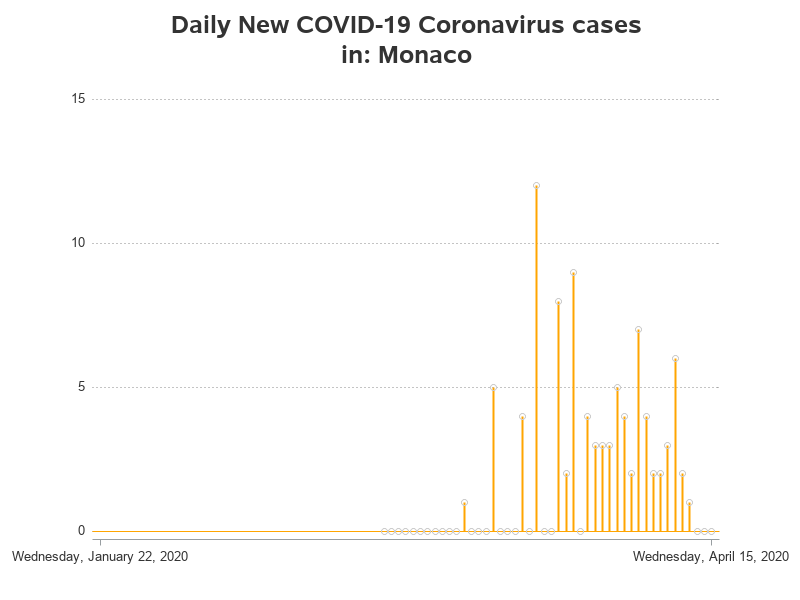 Daily New COVID-19 Coronavirus cases
in: Monaco
15
10
5
0
Wednesday, January 22, 2020
Wednesday, April 15, 2020